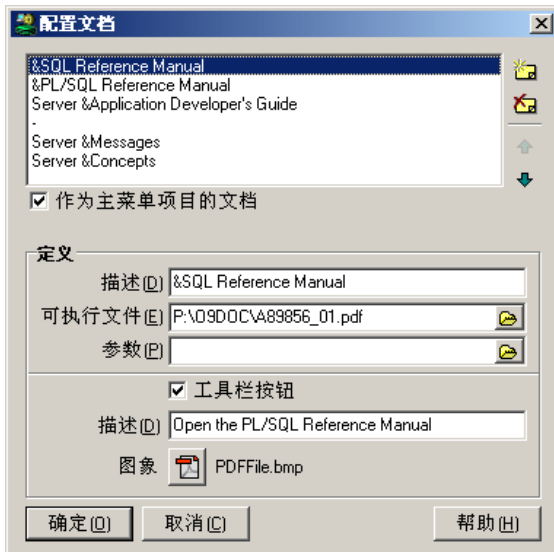 配置文档
&SQL Reference Manual
&PL/SQL Reference Manual
Server &Application Developer's Guide
-
Server &Messages
Server &Concepts
作为主菜单项目的文档
定义
描述(D) &SQL Reference Manual
可执行文件(E) P:\O9DOC\A89856_01.pdf
参数(P)
工具栏按钮
描述(D) Open the PL/SQL Reference Manual
图象 PDFFile.bmp
确定(O) 取消(C) 帮助(H)